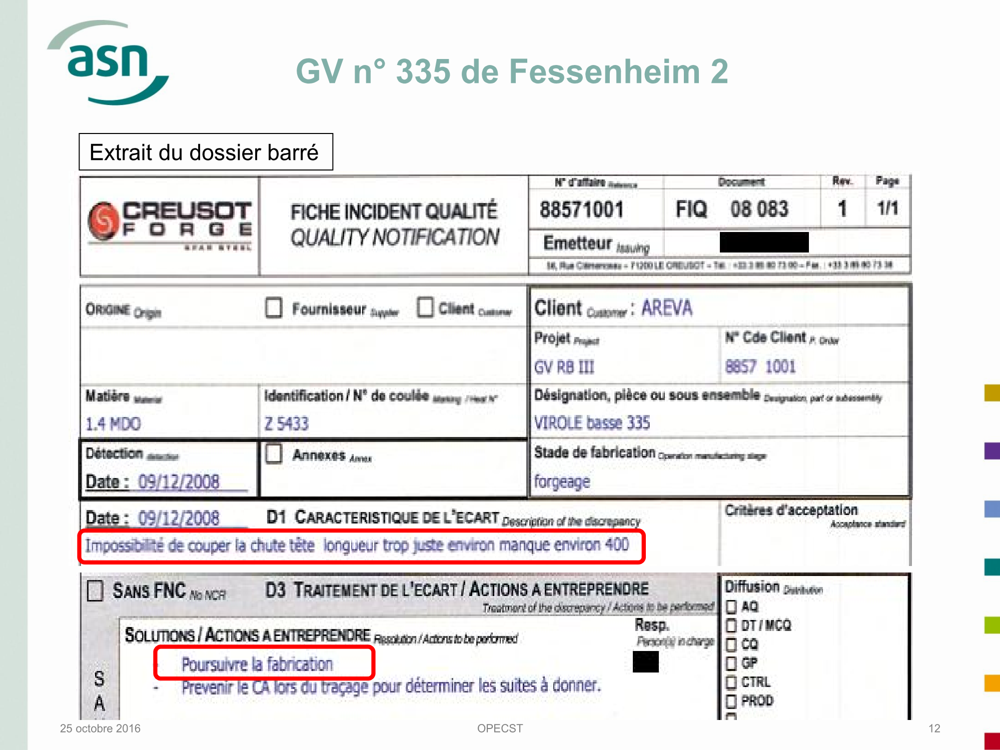 asn
GV n° 335 de Fessenheim 2
Extrait du dossier barré
CREUSOT
FORGE
SFAR STEEL
FICHE INCIDENT QUALITÉ
QUALITY NOTIFICATION
N° d'affaire Reference
Document
Rev.
Page
88571001
FIQ 08 083
1
1/1
Emetteur Issuing
56, Rue Clémenceau – 71200 LE CREUSOT – Tél. : +33 3 85 80 73 00 – Fax. : +33 3 85 80 73 38
ORIGINE Origin
Fournisseur Supplier
Client Customer
Client Customer : AREVA
Projet Project
N° Cde Client P. Order
GV RB III
8857 1001
Matière Material
Identification / N° de coulée Marking / Heat N°
Désignation, pièce ou sous ensemble Designation, part or subassembly
1.4 MDO
Z 5433
VIROLE basse 335
Détection detection
Annexes Annex
Stade de fabrication Operation manufacturing stage
Date : 09/12/2008
forgeage
Date : 09/12/2008
D1 CARACTERISTIQUE DE L'ECART Description of the discrepancy
Critères d'acceptation
Acceptance standard
Impossibilité de couper la chute tête longueur trop juste environ manque environ 400
SANS FNC No NCR
D3 TRAITEMENT DE L'ECART / ACTIONS A ENTREPRENDRE
Treatment of the discrepancy / Actions to be performed
Diffusion Distribution
AQ
DT / MCQ
CQ
GP
CTRL
PROD
SOLUTIONS / ACTIONS A ENTREPRENDRE Resolution / Actions to be performed
Resp.
Person(s) in charge
- Poursuivre la fabrication
- Prevenir le CA lors du traçage pour déterminer les suites à donner.
S
A
25 octobre 2016
OPECST
12